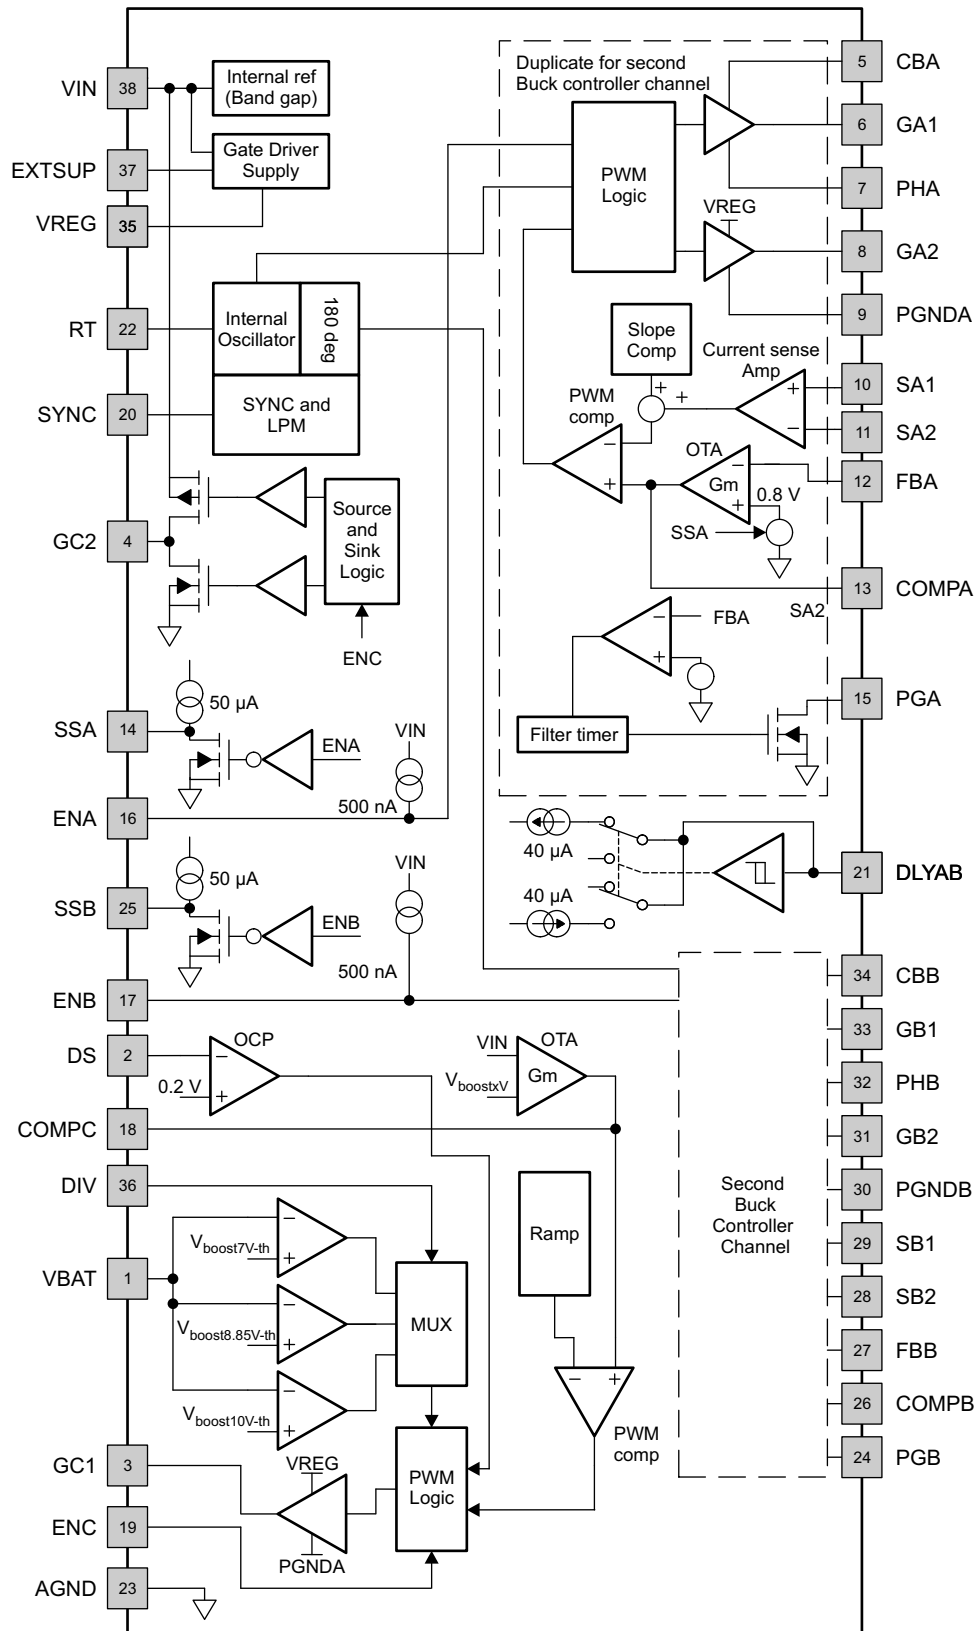 VIN
38
Internal ref
(Band gap)
EXTSUP
37
Gate Driver
Supply
VREG
35
RT
22
Internal
Oscillator
180 deg
SYNC
20
SYNC and
LPM
GC2
4
Source
and
Sink
Logic
ENC
SSA
14
50 µA
ENA
VIN
500 nA
ENA
16
SSB
25
50 µA
ENB
VIN
500 nA
ENB
17
DS
2
OCP
−
0.2 V
+
COMPC
18
VIN
OTA
Gm
VboostxV
DIV
36
VBAT
1
−
Vboost7V-th
+
−
Vboost8.85V-th
+
−
Vboost10V-th
+
MUX
Ramp
−
+
PWM
comp
GC1
3
VREG
PGNDA
PWM
Logic
ENC
19
AGND
23
Duplicate for second
Buck controller channel
PWM
Logic
VREG
Slope
Comp
Current sense
Amp
+
+
+
−
PWM
comp
−
+
OTA
−
Gm
+
0.8 V
SSA
SA2
FBA
−
+
Filter timer
5
CBA
6
GA1
7
PHA
8
GA2
9
PGNDA
10
SA1
11
SA2
12
FBA
13
COMPA
15
PGA
40 µA
40 µA
21
DLYAB
Second
Buck
Controller
Channel
34
CBB
33
GB1
32
PHB
31
GB2
30
PGNDB
29
SB1
28
SB2
27
FBB
26
COMPB
24
PGB